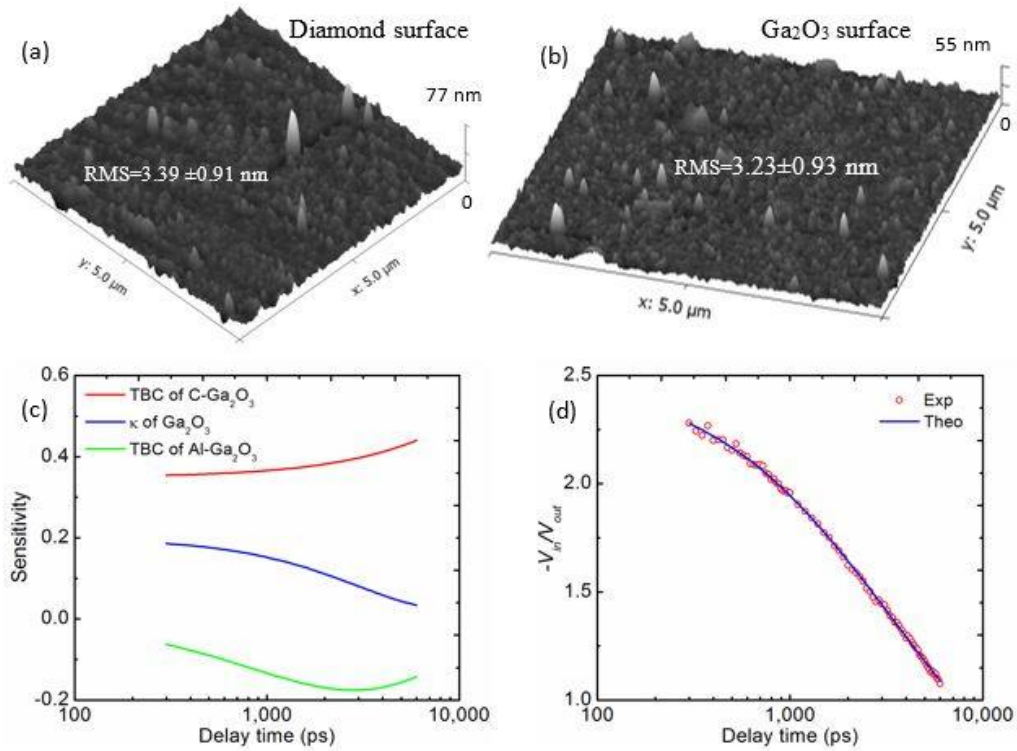 (a)
Diamond surface
77 nm
0
RMS=3.39 ±0.91 nm
y: 5.0 µm
x: 5.0 µm
(b)
Ga₂O₃ surface
55 nm
0
RMS=3.23±0.93 nm
x: 5.0 µm
y: 5.0 µm
(c)
TBC of C-Ga₂O₃
κ of Ga₂O₃
TBC of Al-Ga₂O₃
Sensitivity
0.6
0.4
0.2
0.0
-0.2
100 1,000 10,000
Delay time (ps)
(d)
Exp
Theo
-Vin/Vout
2.5
2.0
1.5
1.0
100 1,000 10,000
Delay time (ps)